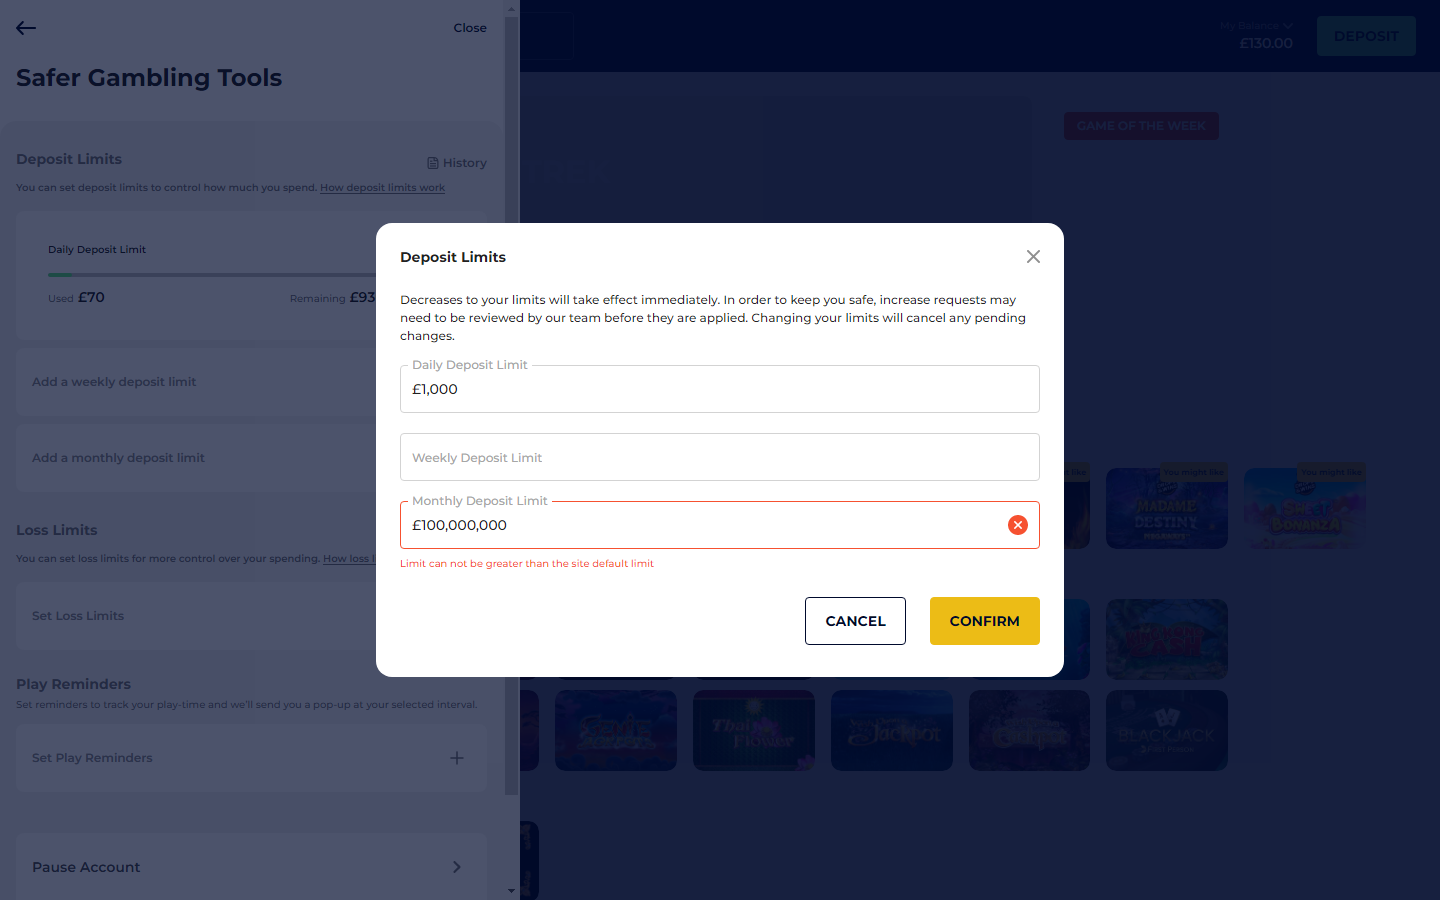 Close
My Balance
£130.00
DEPOSIT
Safer Gambling Tools
GAME OF THE WEEK
Deposit Limits
History
You can set deposit limits to control how much you spend. How deposit limits work
Daily Deposit Limit
Used £70
Remaining £93
Add a weekly deposit limit
Add a monthly deposit limit
Loss Limits
You can set loss limits for more control over your spending. How loss l
Set Loss Limits
Play Reminders
Set reminders to track your play-time and we'll send you a pop-up at your selected interval.
Set Play Reminders
Pause Account
Deposit Limits
Decreases to your limits will take effect immediately. In order to keep you safe, increase requests may
need to be reviewed by our team before they are applied. Changing your limits will cancel any pending
changes.
Daily Deposit Limit
£1,000
Weekly Deposit Limit
Monthly Deposit Limit
£100,000,000
Limit can not be greater than the site default limit
CANCEL
CONFIRM
You might like
You might like
MADAME
DESTINY
MEGAWAYS
SWEET
BONANZA
Thai
Flower
Jackpot
BLACKJACK